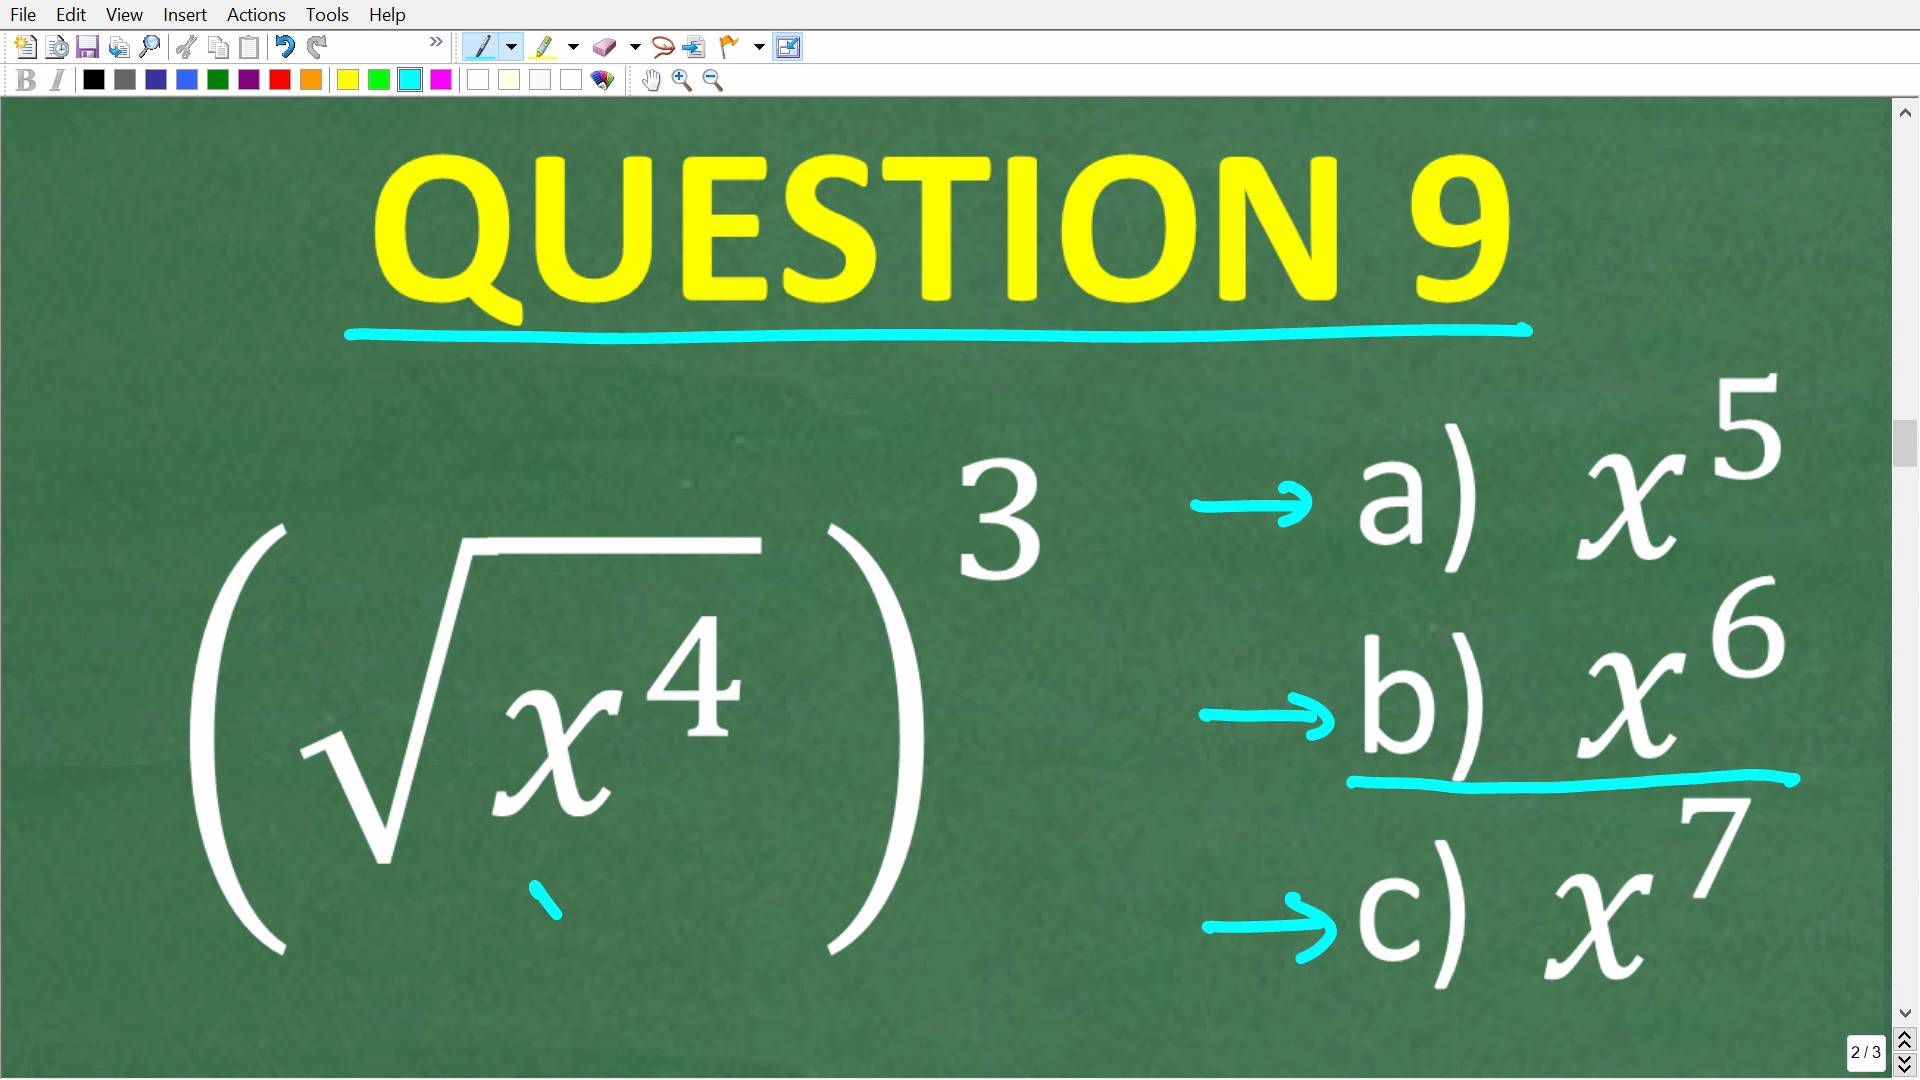 File Edit View Insert Actions Tools Help
B I
QUESTION 9
(√x⁴)³
a) x⁵
b) x⁶
c) x⁷
2 / 3